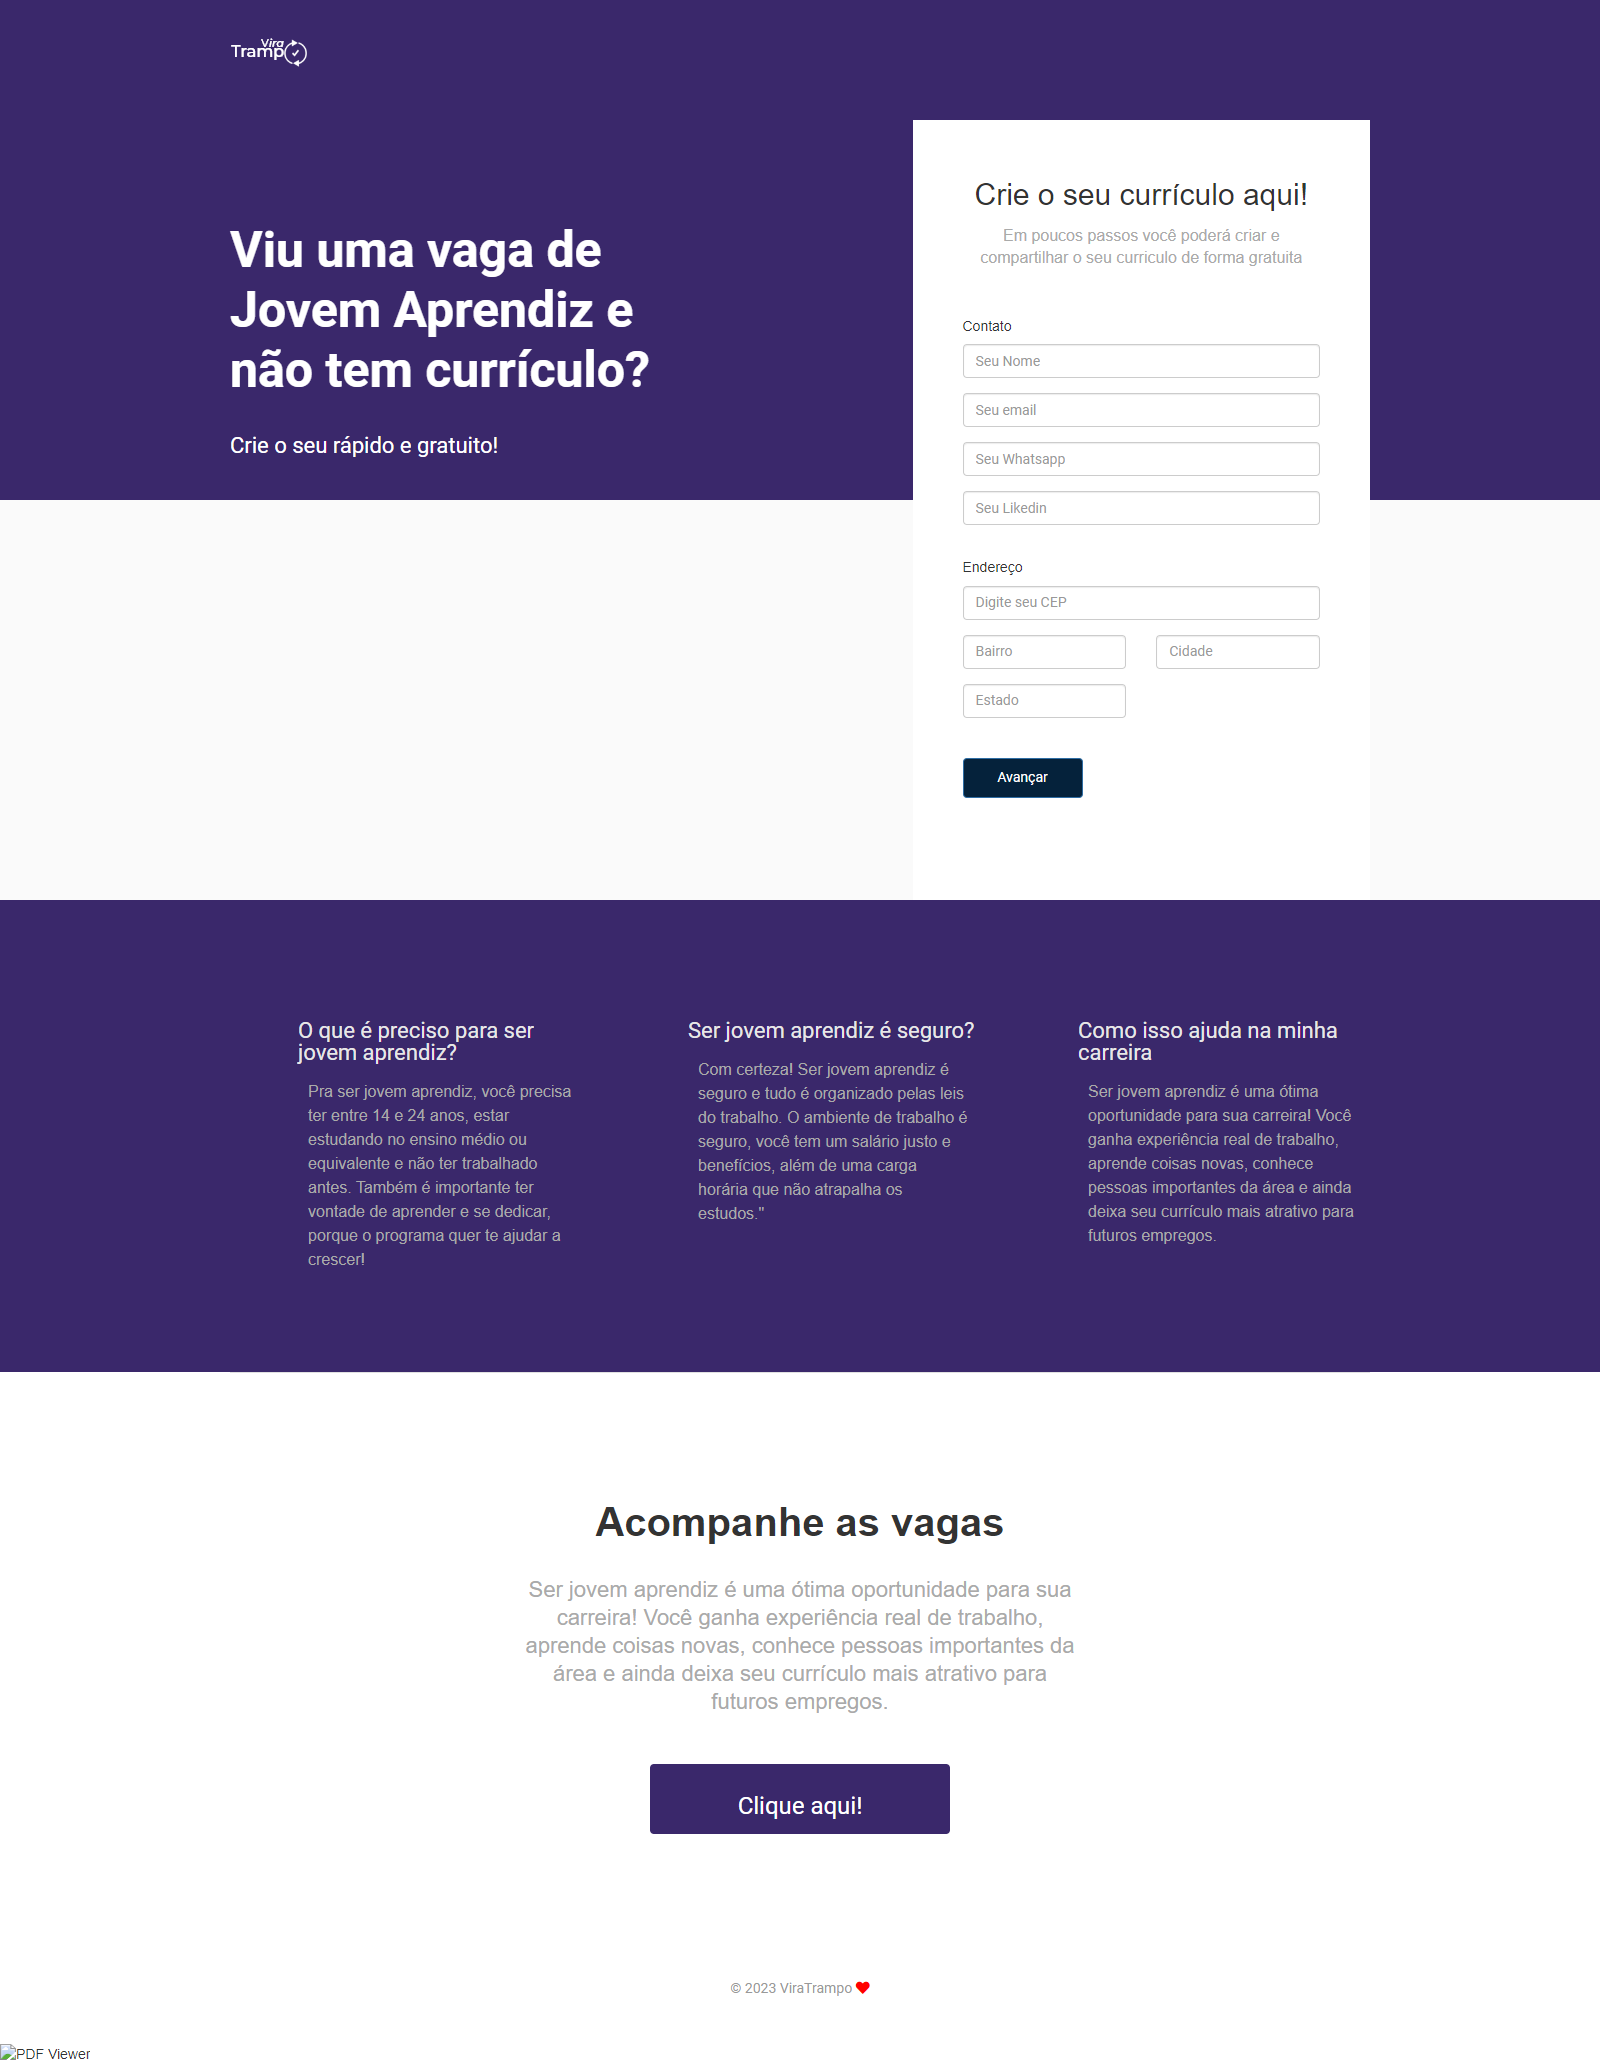 Vira
Tramp
Viu uma vaga de
Jovem Aprendiz e
não tem currículo?
Crie o seu rápido e gratuito!
Crie o seu currículo aqui!
Em poucos passos você poderá criar e
compartilhar o seu curriculo de forma gratuita
Contato
Seu Nome
Seu email
Seu Whatsapp
Seu Likedin
Endereço
Digite seu CEP
Bairro
Cidade
Estado
Avançar
O que é preciso para ser
jovem aprendiz?
Pra ser jovem aprendiz, você precisa
ter entre 14 e 24 anos, estar
estudando no ensino médio ou
equivalente e não ter trabalhado
antes. Também é importante ter
vontade de aprender e se dedicar,
porque o programa quer te ajudar a
crescer!
Ser jovem aprendiz é seguro?
Com certeza! Ser jovem aprendiz é
seguro e tudo é organizado pelas leis
do trabalho. O ambiente de trabalho é
seguro, você tem um salário justo e
benefícios, além de uma carga
horária que não atrapalha os
estudos."
Como isso ajuda na minha
carreira
Ser jovem aprendiz é uma ótima
oportunidade para sua carreira! Você
ganha experiência real de trabalho,
aprende coisas novas, conhece
pessoas importantes da área e ainda
deixa seu currículo mais atrativo para
futuros empregos.
Acompanhe as vagas
Ser jovem aprendiz é uma ótima oportunidade para sua
carreira! Você ganha experiência real de trabalho,
aprende coisas novas, conhece pessoas importantes da
área e ainda deixa seu currículo mais atrativo para
futuros empregos.
Clique aqui!
© 2023 ViraTrampo
PDF Viewer